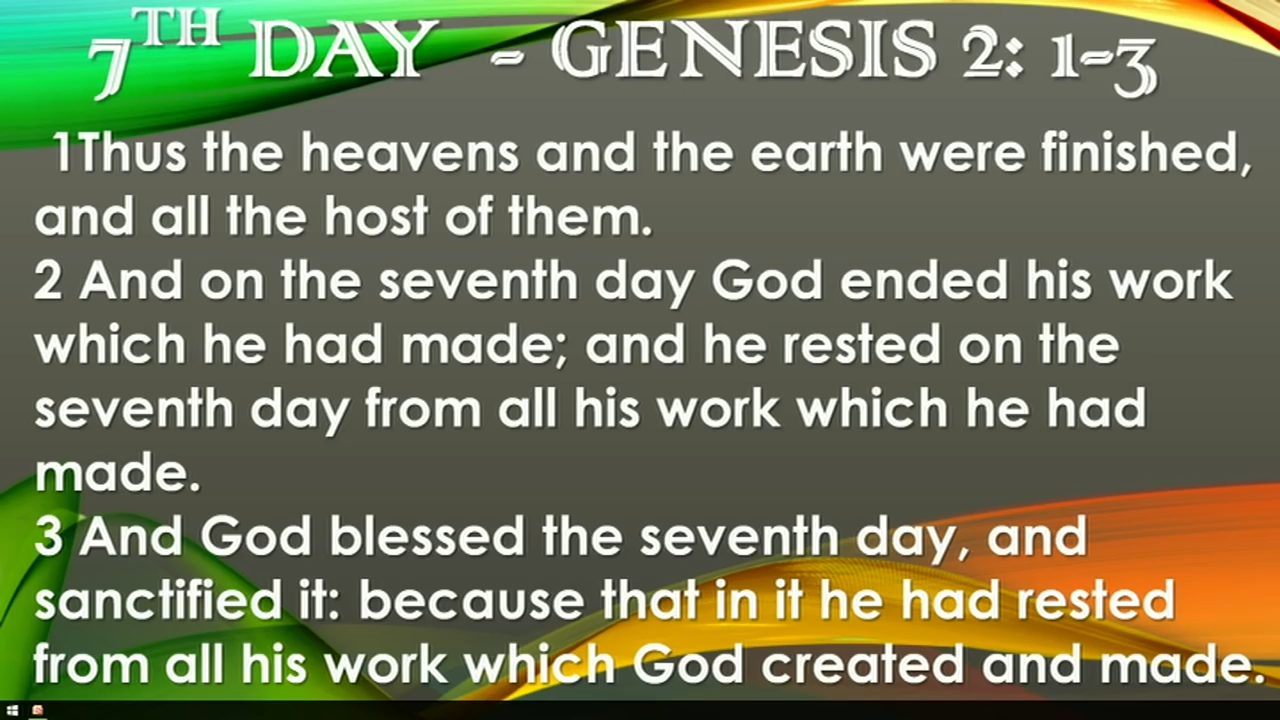 7TH DAY - GENESIS 2: 1-3
1Thus the heavens and the earth were finished,
and all the host of them.
2 And on the seventh day God ended his work
which he had made; and he rested on the
seventh day from all his work which he had
made.
3 And God blessed the seventh day, and
sanctified it: because that in it he had rested
from all his work which God created and made.